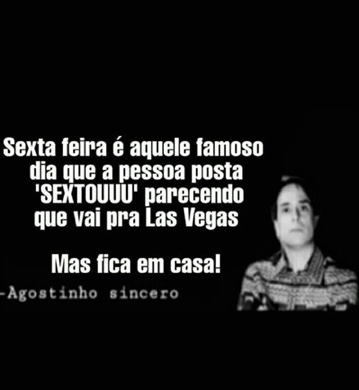 Sexta feira é aquele famoso
dia que a pessoa posta
'SEXTOUUU' parecendo
que vai pra Las Vegas
Mas fica em casa!
-Agostinho sincero